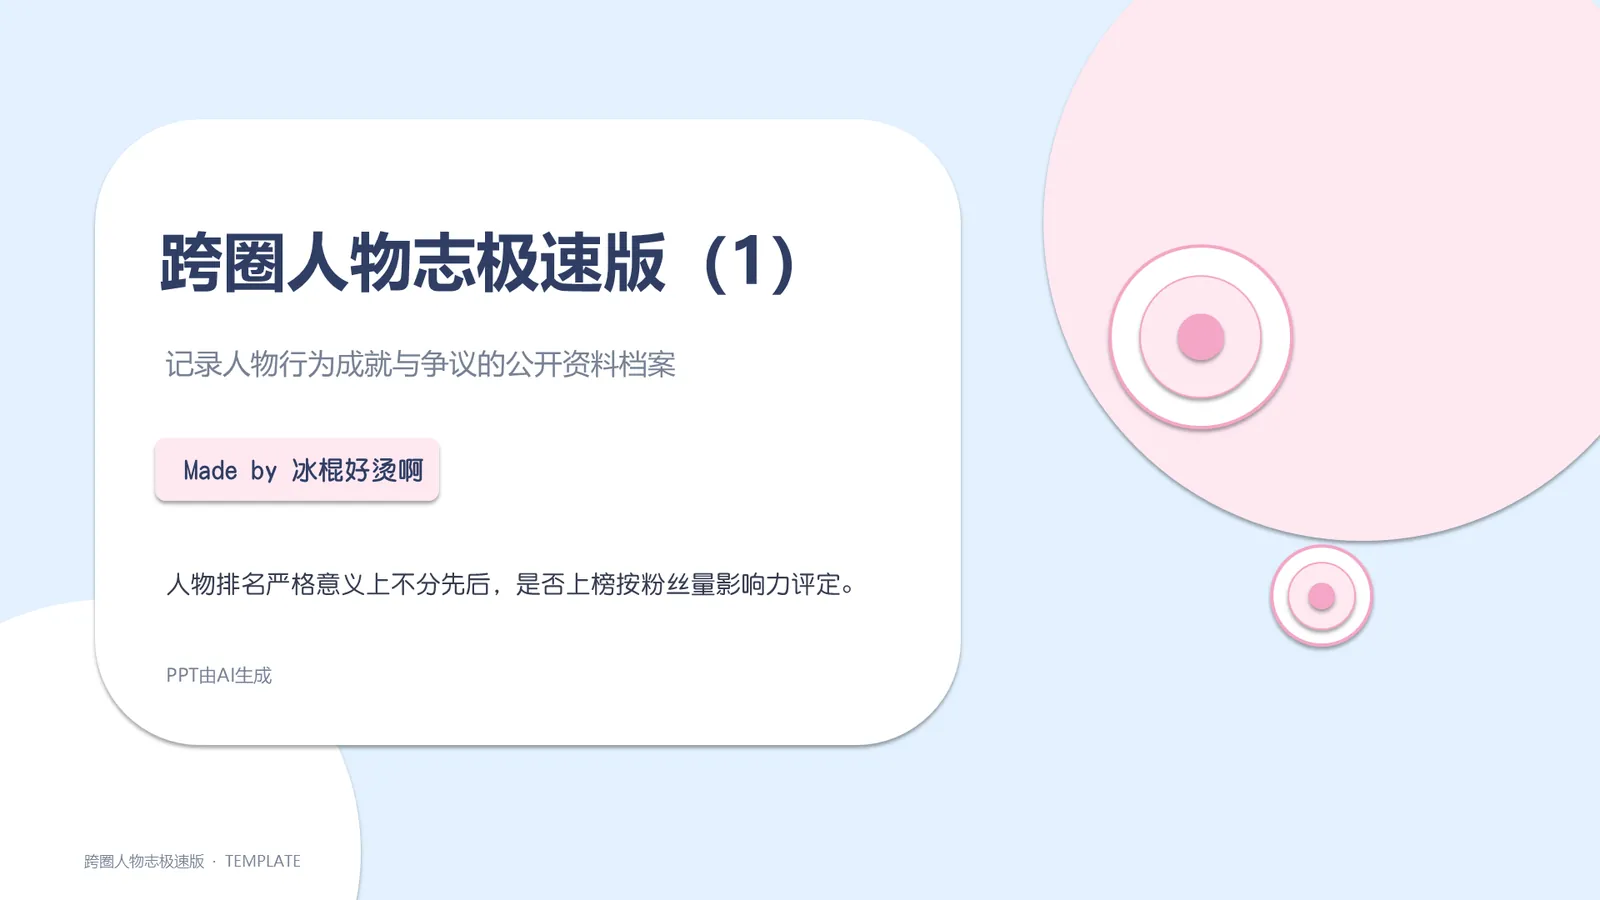 跨圈人物志极速版（1）
记录人物行为成就与争议的公开资料档案
Made by 冰棍好烫啊
人物排名严格意义上不分先后，是否上榜按粉丝量影响力评定。
PPT由AI生成
跨圈人物志极速版 · TEMPLATE